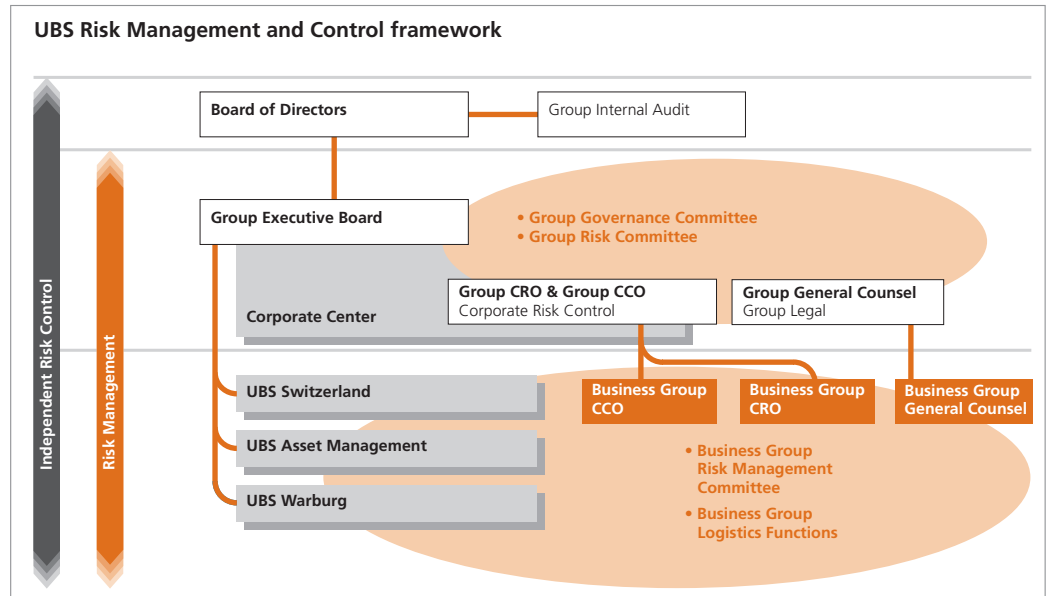 UBS Risk Management and Control framework
Independent Risk Control
Risk Management
Board of Directors
Group Internal Audit
Group Executive Board
• Group Governance Committee
• Group Risk Committee
Corporate Center
Group CRO & Group CCO
Corporate Risk Control
Group General Counsel
Group Legal
UBS Switzerland
Business Group
CCO
Business Group
CRO
Business Group
General Counsel
UBS Asset Management
UBS Warburg
• Business Group
Risk Management
Committee
• Business Group
Logistics Functions